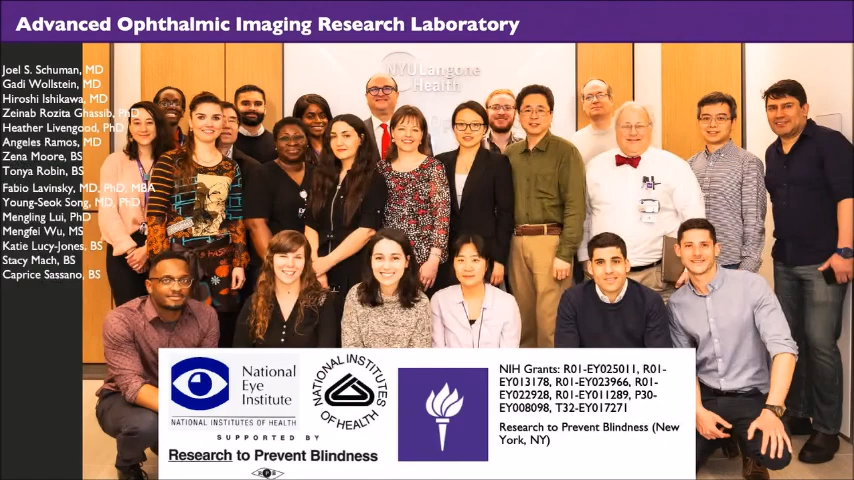 Advanced Ophthalmic Imaging Research Laboratory
NYU Langone
Health
Joel S. Schuman, MD
Gadi Wollstein, MD
Hiroshi Ishikawa, MD
Zeinab Rozita Ghassib, PhD
Heather Livengood, PhD
Angeles Ramos, MD
Zena Moore, BS
Tonya Robin, BS
Fabio Lavinsky, MD, PhD, MBA
Young-Seok Song, MD, PhD
Mengling Lui, PhD
Mengfei Wu, MS
Katie Lucy-Jones, BS
Stacy Mach, BS
Caprice Sassano, BS
National
Eye
Institute
NATIONAL INSTITUTES OF HEALTH
NATIONAL INSTITUTES
OF HEALTH
SUPPORTED BY
Research to Prevent Blindness
RPB
NIH Grants: R01-EY025011, R01-
EY013178, R01-EY023966, R01-
EY022928, R01-EY011289, P30-
EY008098, T32-EY017271
Research to Prevent Blindness (New
York, NY)